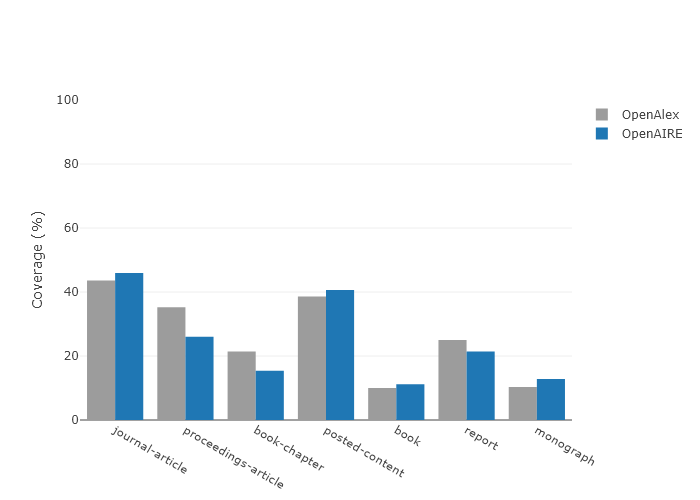 100
80
60
40
20
0
Coverage (%)
journal-article
proceedings-article
book-chapter
posted-content
book
report
monograph
OpenAlex
OpenAIRE